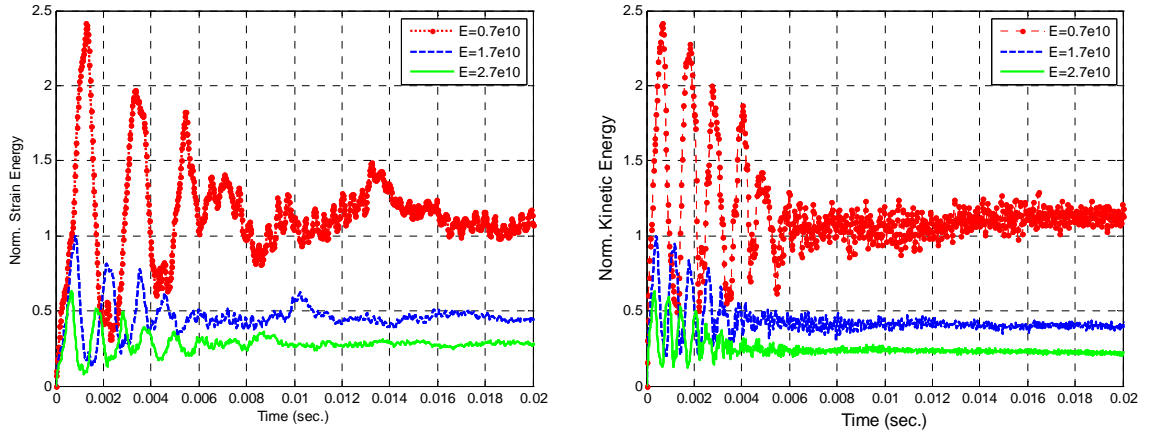 2.5
2
1.5
1
0.5
0
0 0.002 0.004 0.006 0.008 0.01 0.012 0.014 0.016 0.018 0.02
Norm. Strain Energy
Time (sec.)
E=0.7e10
E=1.7e10
E=2.7e10
2.5
2
1.5
1
0.5
0
0 0.002 0.004 0.006 0.008 0.01 0.012 0.014 0.016 0.018 0.02
Norm. Kinetic Energy
Time (sec.)
E=0.7e10
E=1.7e10
E=2.7e10